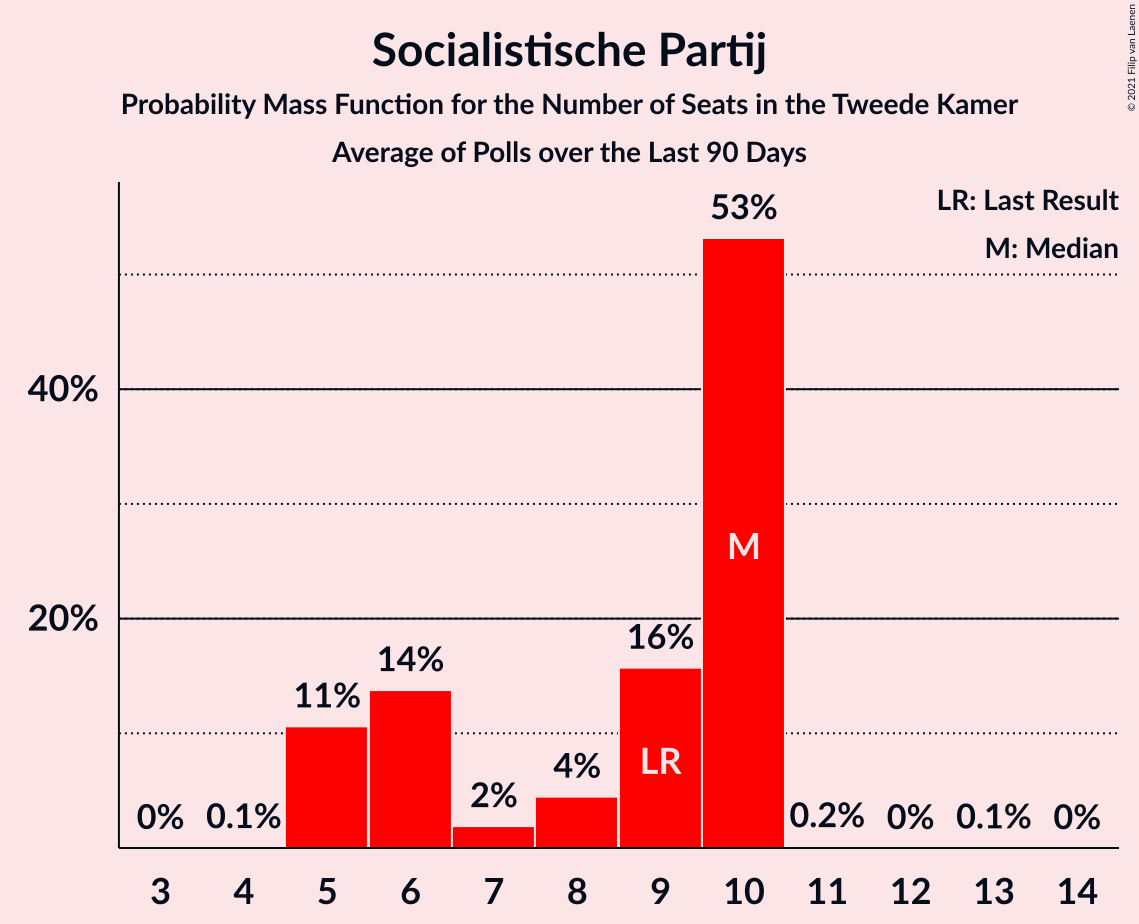 Socialistische Partij
Probability Mass Function for the Number of Seats in the Tweede Kamer
Average of Polls over the Last 90 Days
© 2021 Filip van Laenen
LR: Last Result
M: Median
40%
20%
0%
0.1%
11%
14%
2%
4%
16%
LR
53%
M
0.2%
0%
0.1%
0%
3 4 5 6 7 8 9 10 11 12 13 14